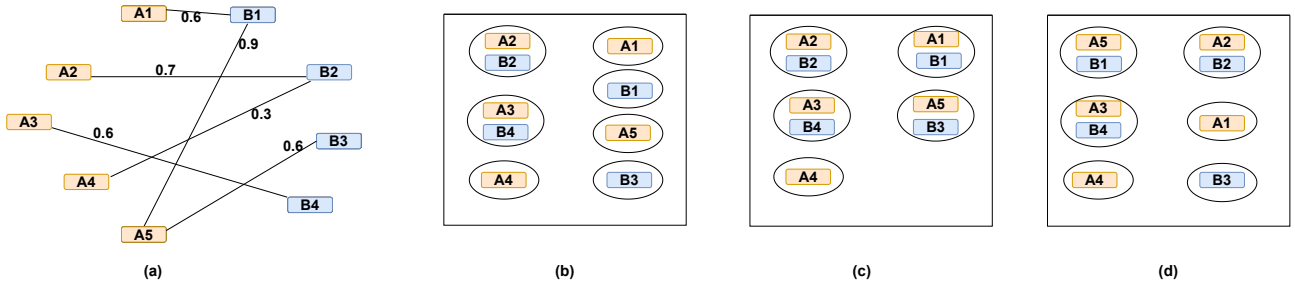 A1 0.6 B1
0.9
A2 0.7 B2
0.3
A3 0.6 0.6 B3
A4
B4
A5
(a)
A2 A1
B2
B1
A3
B4 A5
A4 B3
(b)
A2 A1
B2 B1
A3 A5
B4 B3
A4
(c)
A5 A2
B1 B2
A3
B4 A1
A4 B3
(d)